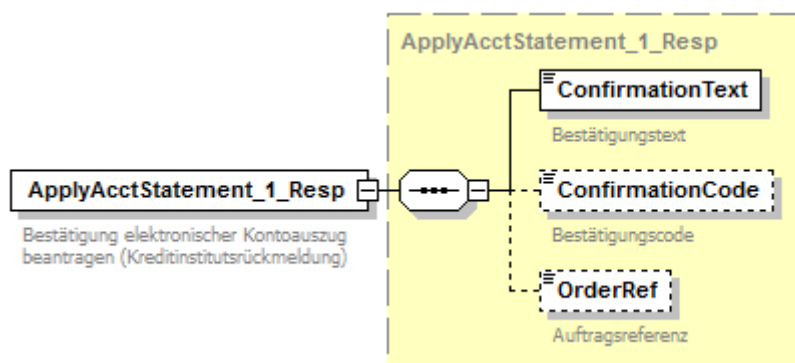 ApplyAcctStatement_1_Resp
ConfirmationText
Bestätigungstext
ApplyAcctStatement_1_Resp
Bestätigung elektronischer Kontoauszug
beantragen (Kreditinstitutsrückmeldung)
ConfirmationCode
Bestätigungscode
OrderRef
Auftragsreferenz